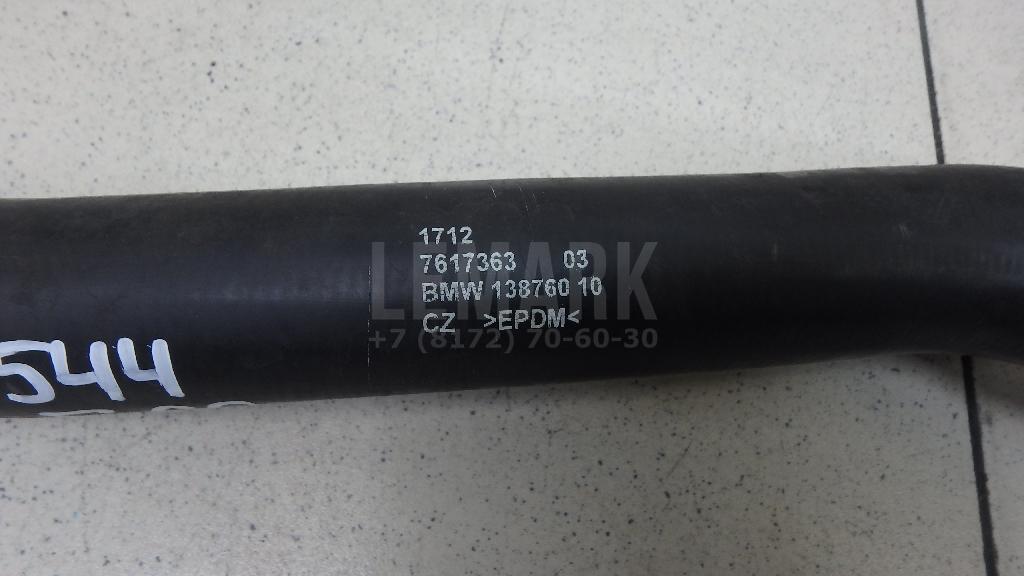 1712
7617363 03
BMW 138760 10
CZ >EPDM<
LEMARK
+7 (8172) 70-60-30
544